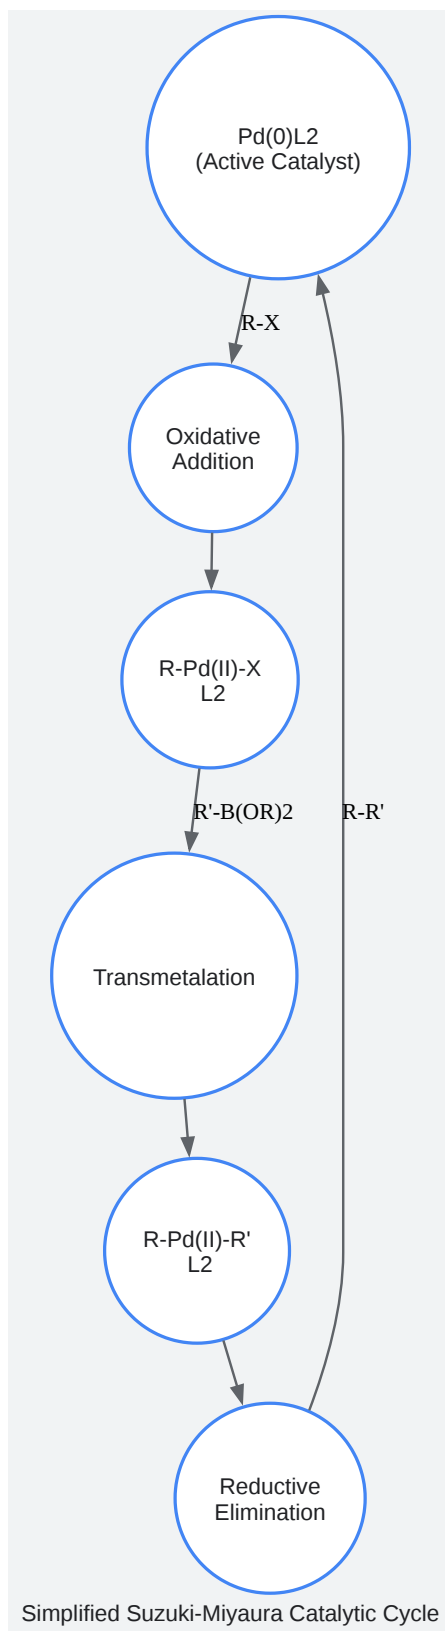 Pd(0)L2
(Active Catalyst)
R-X
Oxidative
Addition
R-Pd(II)-X
L2
R'-B(OR)2
R-R'
Transmetalation
R-Pd(II)-R'
L2
Reductive
Elimination
Simplified Suzuki-Miyaura Catalytic Cycle